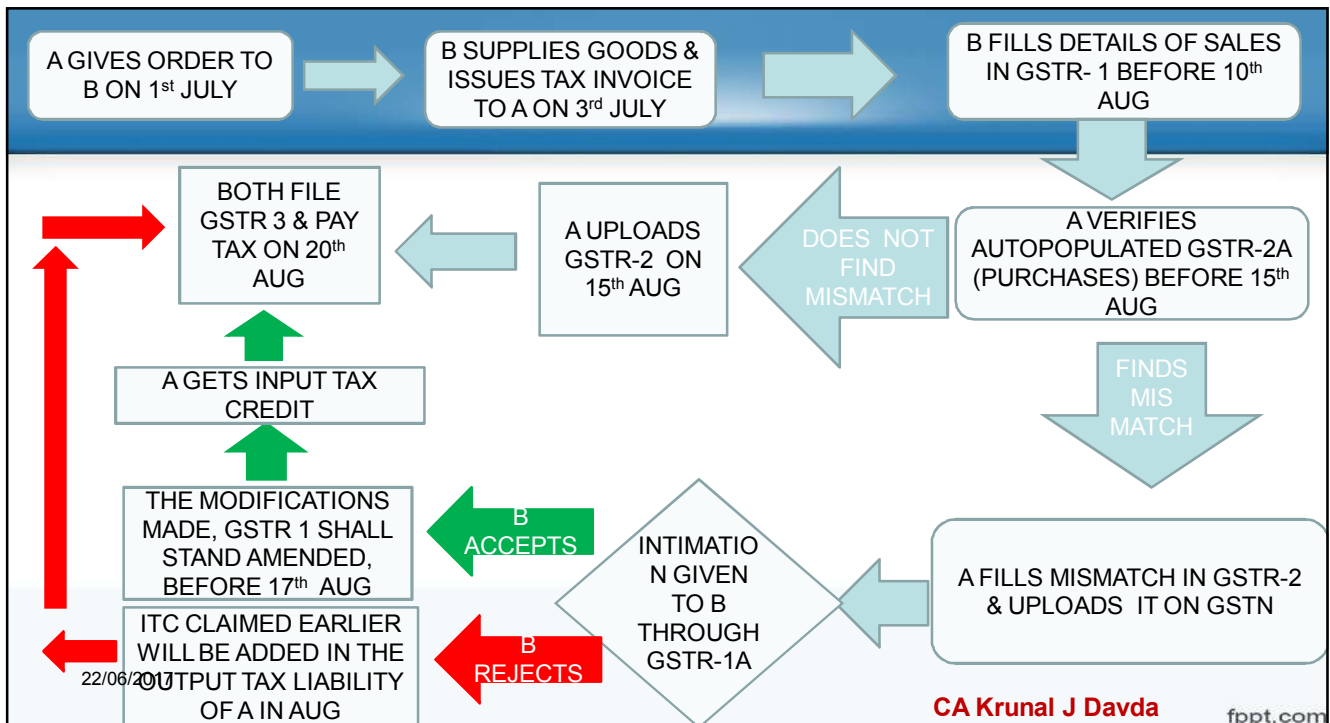 A GIVES ORDER TO
B ON 1st JULY
B SUPPLIES GOODS &
ISSUES TAX INVOICE
TO A ON 3rd JULY
B FILLS DETAILS OF SALES
IN GSTR- 1 BEFORE 10th
AUG
BOTH FILE
GSTR 3 & PAY
TAX ON 20th
AUG
A UPLOADS
GSTR-2 ON
15th AUG
DOES NOT
FIND
MISMATCH
A VERIFIES
AUTOPOPULATED GSTR-2A
(PURCHASES) BEFORE 15th
AUG
A GETS INPUT TAX
CREDIT
FINDS
MIS
MATCH
THE MODIFICATIONS
MADE, GSTR 1 SHALL
STAND AMENDED,
BEFORE 17th AUG
B
ACCEPTS
INTIMATIO
N GIVEN
TO B
THROUGH
GSTR-1A
A FILLS MISMATCH IN GSTR-2
& UPLOADS IT ON GSTN
ITC CLAIMED EARLIER
WILL BE ADDED IN THE
OUTPUT TAX LIABILITY
OF A IN AUG
B
REJECTS
22/06/2017
CA Krunal J Davda
fppt.com